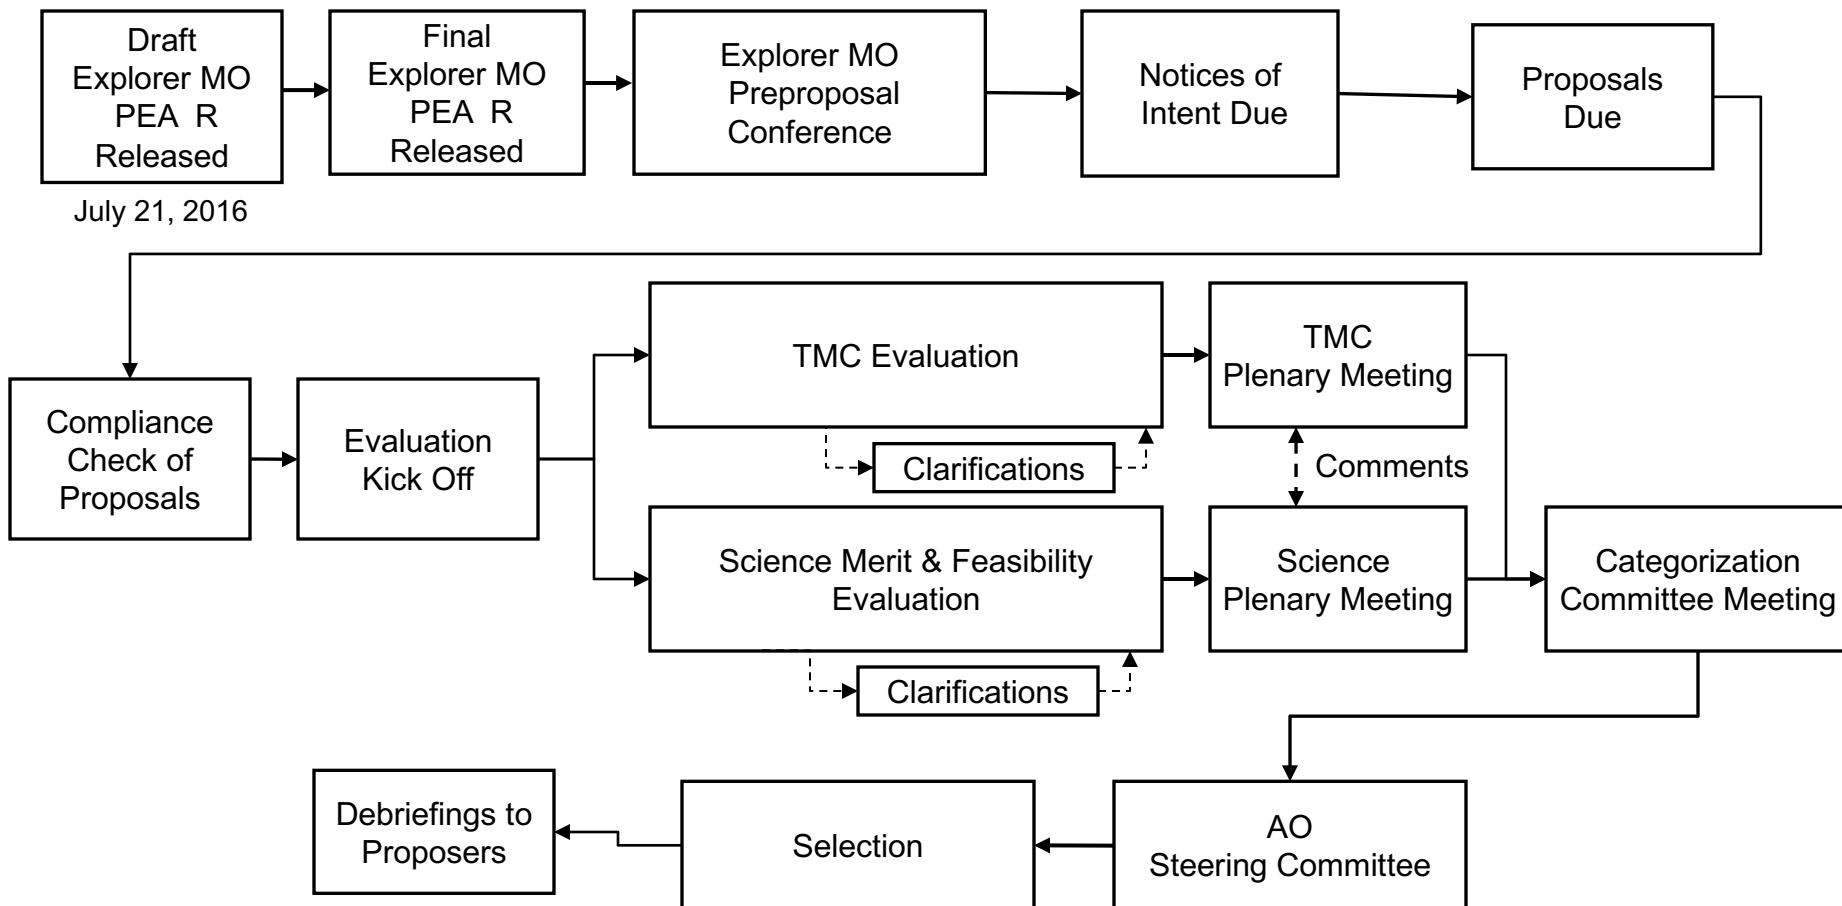 Draft
Explorer MO
PEA R
Released
July 21, 2016
Final
Explorer MO
PEA R
Released
Explorer MO
Preproposal
Conference
Notices of
Intent Due
Proposals
Due
Compliance
Check of
Proposals
Evaluation
Kick Off
TMC Evaluation
Clarifications
TMC
Plenary Meeting
Comments
Science Merit & Feasibility
Evaluation
Clarifications
Science
Plenary Meeting
Categorization
Committee Meeting
AO
Steering Committee
Selection
Debriefings to
Proposers